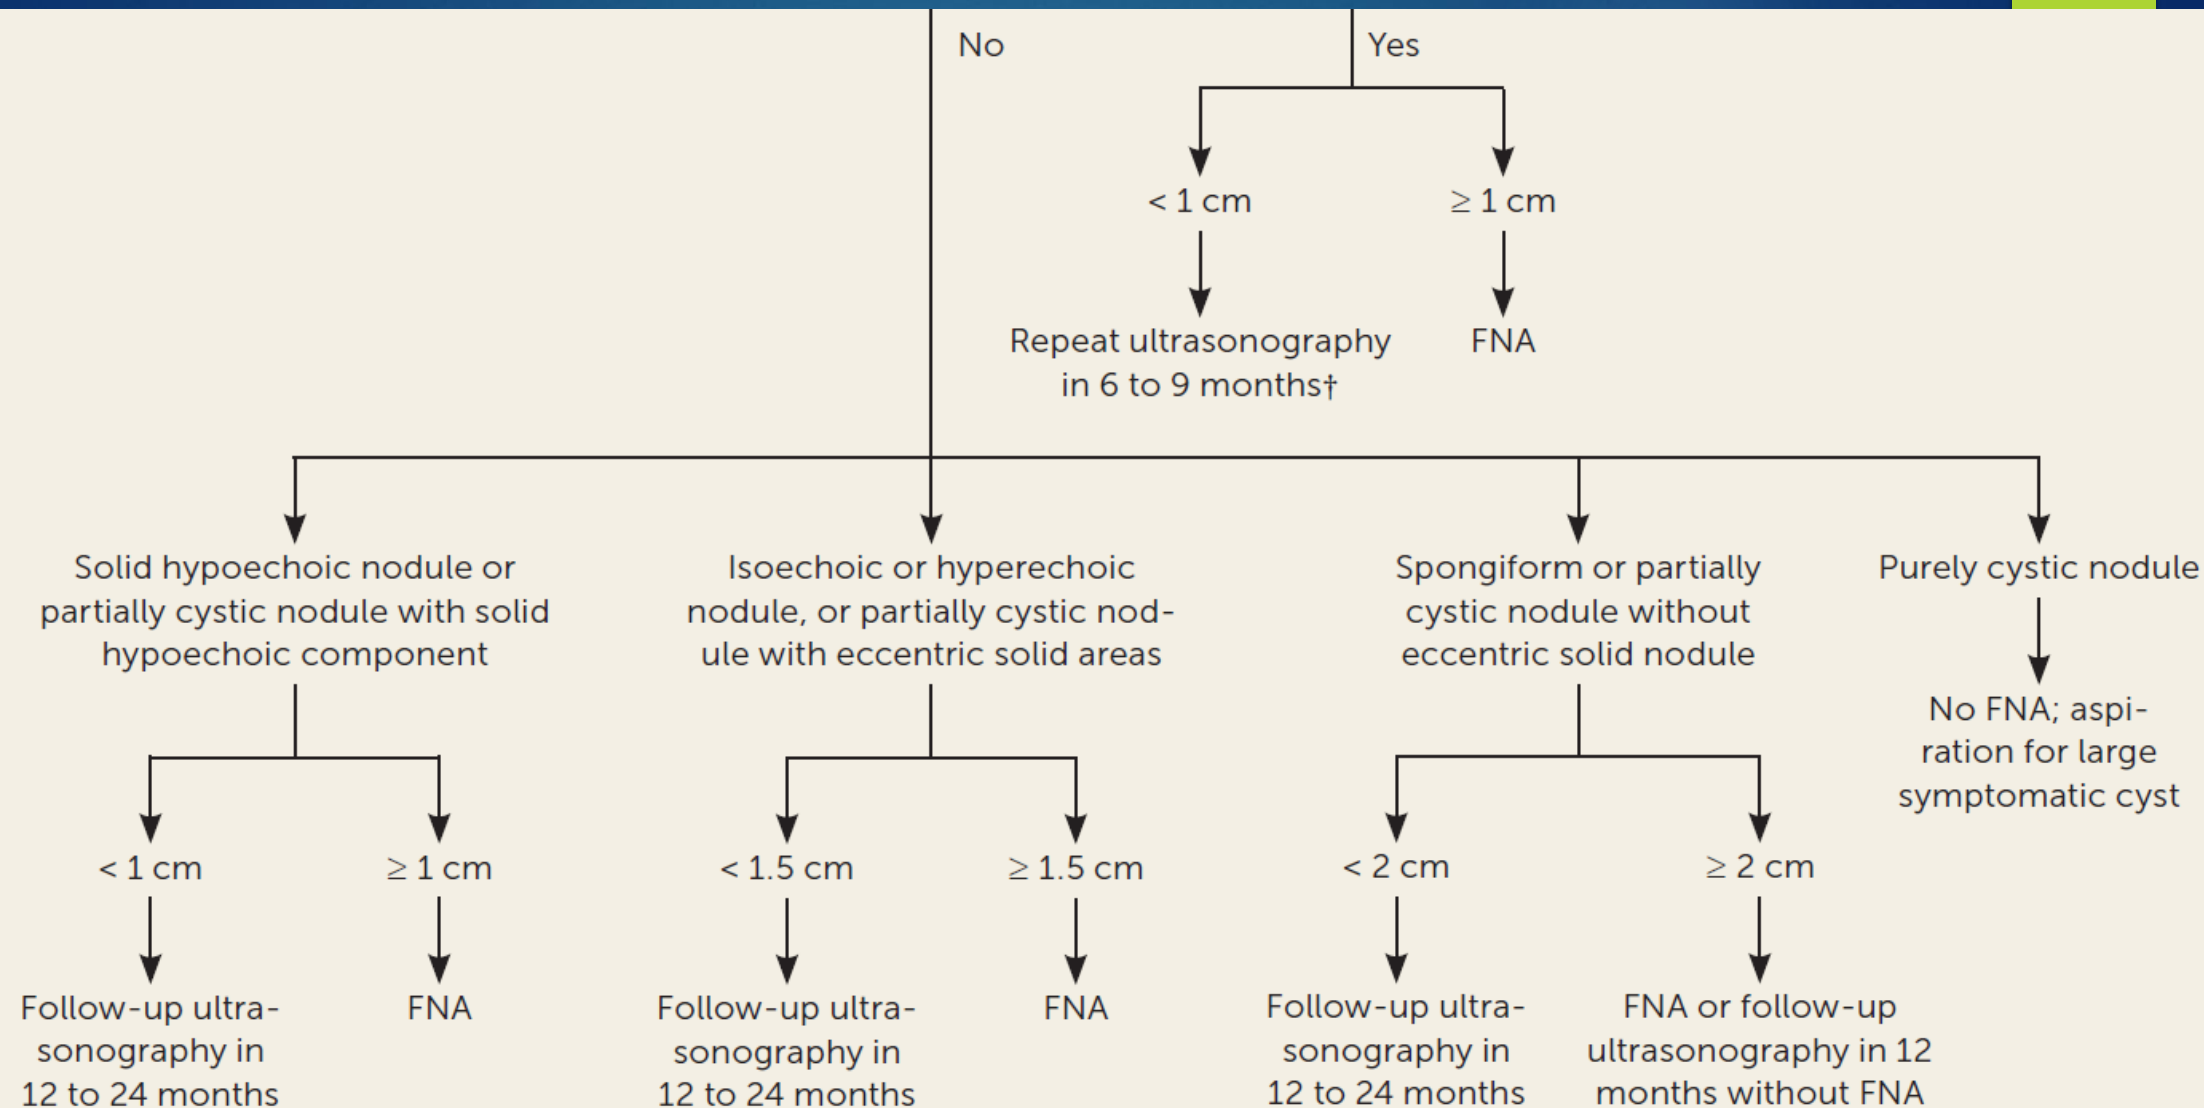 No
Yes
< 1 cm
≥ 1 cm
Repeat ultrasonography
in 6 to 9 months†
FNA
Solid hypoechoic nodule or
partially cystic nodule with solid
hypoechoic component
Isoechoic or hyperechoic
nodule, or partially cystic nod-
ule with eccentric solid areas
Spongiform or partially
cystic nodule without
eccentric solid nodule
Purely cystic nodule
No FNA; aspi-
ration for large
symptomatic cyst
< 1 cm
≥ 1 cm
< 1.5 cm
≥ 1.5 cm
< 2 cm
≥ 2 cm
Follow-up ultra-
sonography in
12 to 24 months
FNA
Follow-up ultra-
sonography in
12 to 24 months
FNA
Follow-up ultra-
sonography in
12 to 24 months
FNA or follow-up
ultrasonography in 12
months without FNA